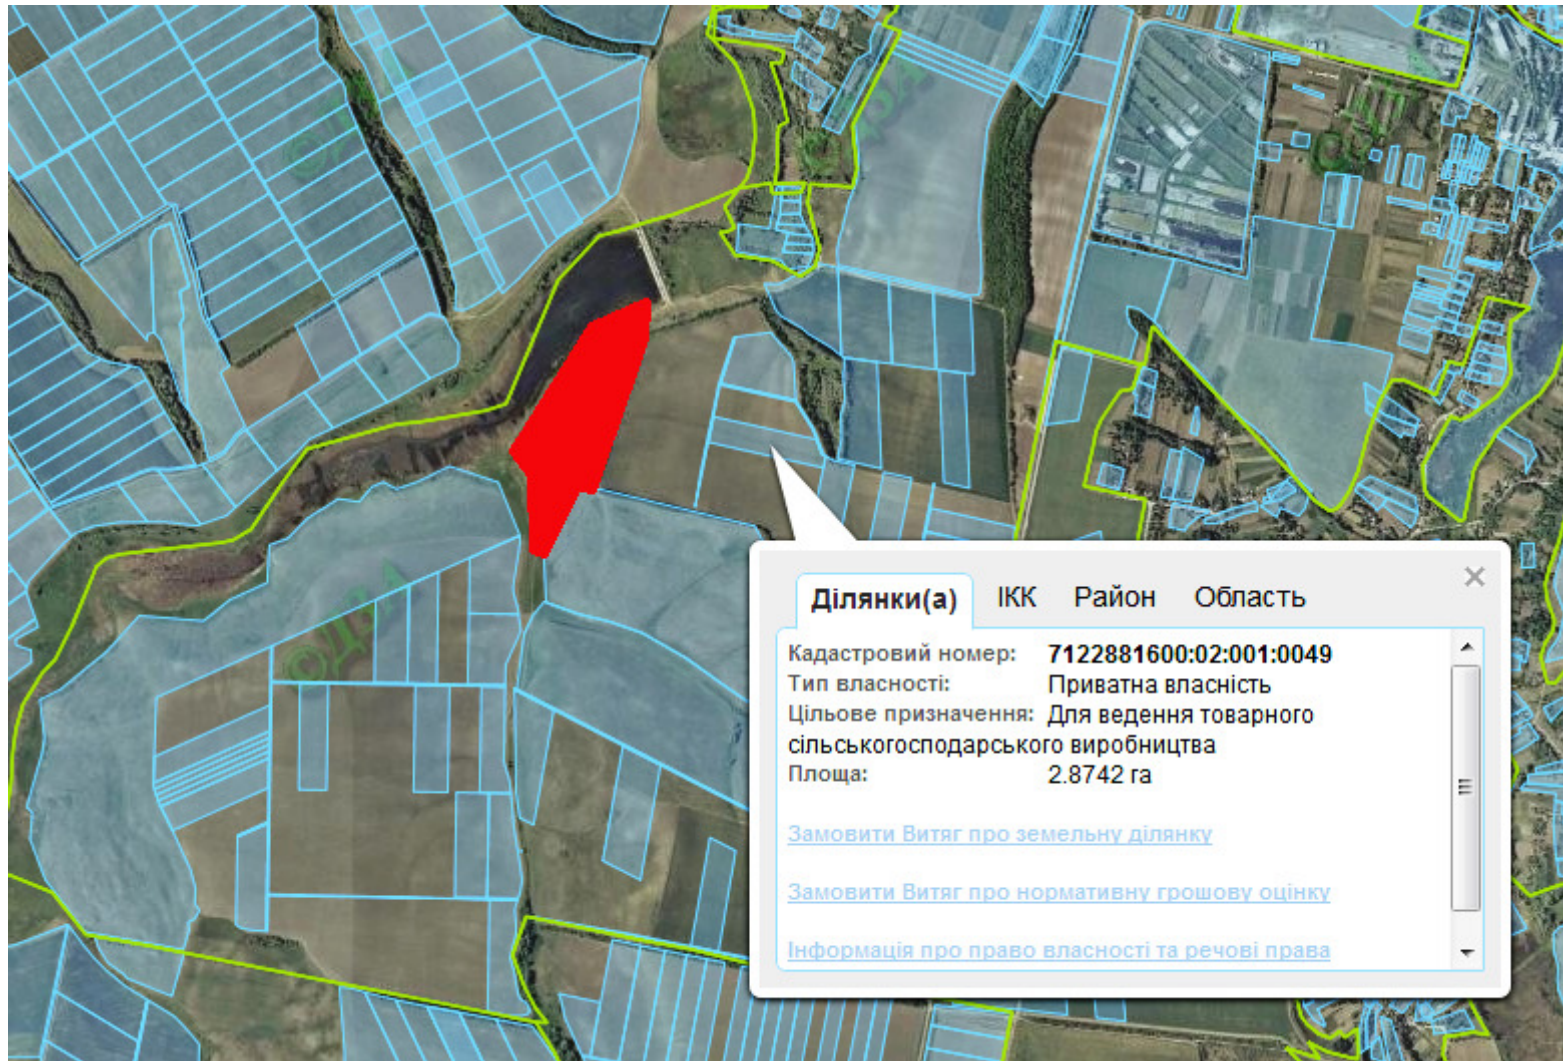 ©ДЗА
Ділянки(а) ІКК Район Область
Кадастровий номер: 7122881600:02:001:0049
Тип власності: Приватна власність
Цільове призначення: Для ведення товарного
сільськогосподарського виробництва
Площа: 2.8742 га
Замовити Витяг про земельну ділянку
Замовити Витяг про нормативну грошову оцінку
Інформація про право власності та речові права